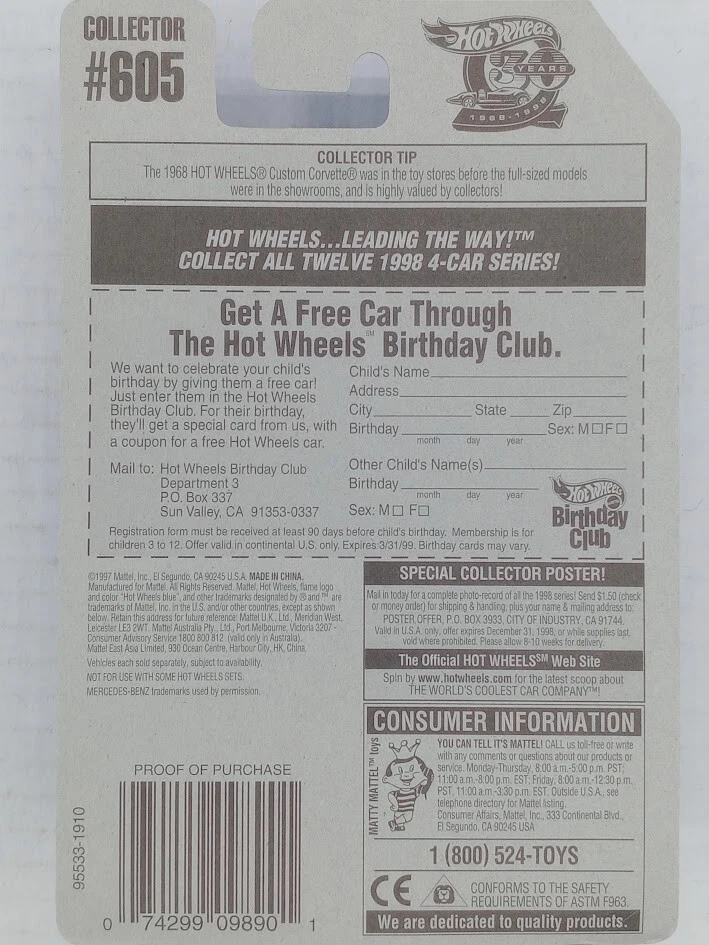 COLLECTOR
#605
HOT WHEELS
30
YEARS
1968-1998
COLLECTOR TIP
The 1968 HOT WHEELS® Custom Corvette® was in the toy stores before the full-sized models
were in the showrooms, and is highly valued by collectors!
HOT WHEELS...LEADING THE WAY!™
COLLECT ALL TWELVE 1998 4-CAR SERIES!
Get A Free Car Through
The Hot Wheels℠ Birthday Club.
We want to celebrate your child's
birthday by giving them a free car!
Just enter them in the Hot Wheels
Birthday Club. For their birthday,
they'll get a special card from us, with
a coupon for a free Hot Wheels car.
Mail to: Hot Wheels Birthday Club
Department 3
P.O. Box 337
Sun Valley, CA 91353-0337
Child's Name
Address
City State Zip
Birthday Sex: M□F□
month day year
Other Child's Name(s)
Birthday
month day year
Sex: M□ F□
Hot Wheels
Birthday
Club
Registration form must be received at least 90 days before child's birthday. Membership is for
children 3 to 12. Offer valid in continental U.S. only. Expires 3/31/99. Birthday cards may vary.
©1997 Mattel, Inc., El Segundo, CA 90245 U.S.A. MADE IN CHINA.
Manufactured for Mattel. All Rights Reserved. Mattel, Hot Wheels, flame logo
and color "Hot Wheels blue", and other trademarks designated by ® and ™ are
trademarks of Mattel, Inc. in the U.S. and/or other countries, except as shown
below. Retain this address for future reference: Mattel U.K., Ltd., Meridian West,
Leicester LE3 2WT. Mattel Australia Pty., Ltd., Port Melbourne, Victoria 3207 -
Consumer Advisory Service 1800 800 812 (valid only in Australia).
Mattel East Asia Limited, 930 Ocean Centre, Harbour City, HK, China.
Vehicles each sold separately, subject to availability.
NOT FOR USE WITH SOME HOT WHEELS SETS.
MERCEDES-BENZ trademarks used by permission.
SPECIAL COLLECTOR POSTER!
Mail in today for a complete photo-record of all the 1998 series! Send $1.50 (check
or money order) for shipping & handling, plus your name & mailing address to:
POSTER OFFER, P.O. BOX 3933, CITY OF INDUSTRY, CA 91744.
Valid in U.S.A. only, offer expires December 31, 1998, or while supplies last,
void where prohibited. Please allow 8-10 weeks for delivery.
The Official HOT WHEELS℠ Web Site
Spin by www.hotwheels.com for the latest scoop about
THE WORLD'S COOLEST CAR COMPANY™!
CONSUMER INFORMATION
MATTY MATTEL™ toys
YOU CAN TELL IT'S MATTEL! CALL us toll-free or write
with any comments or questions about our products or
service. Monday-Thursday, 8:00 a.m.-5:00 p.m. PST;
11:00 a.m.-8:00 p.m. EST; Friday, 8:00 a.m.-12:30 p.m.
PST, 11:00 a.m.-3:30 p.m. EST. Outside U.S.A., see
telephone directory for Mattel listing.
Consumer Affairs, Mattel, Inc., 333 Continental Blvd.,
El Segundo, CA 90245 USA
1 (800) 524-TOYS
CE
CONFORMS TO THE SAFETY
REQUIREMENTS OF ASTM F963.
We are dedicated to quality products.
PROOF OF PURCHASE
95533-1910
0 74299 09890 1